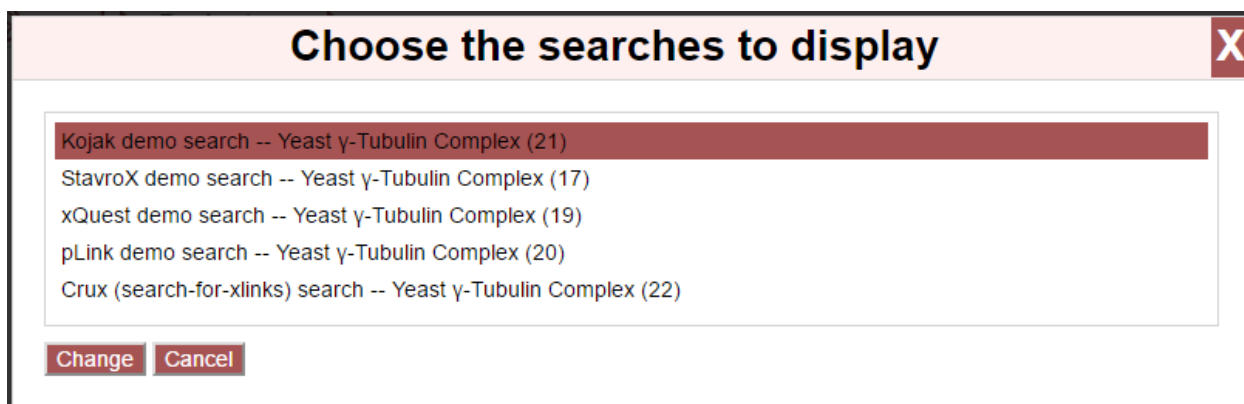 Choose the searches to display
X
Kojak demo search -- Yeast γ-Tubulin Complex (21)
StavroX demo search -- Yeast γ-Tubulin Complex (17)
xQuest demo search -- Yeast γ-Tubulin Complex (19)
pLink demo search -- Yeast γ-Tubulin Complex (20)
Crux (search-for-xlinks) search -- Yeast γ-Tubulin Complex (22)
Change Cancel